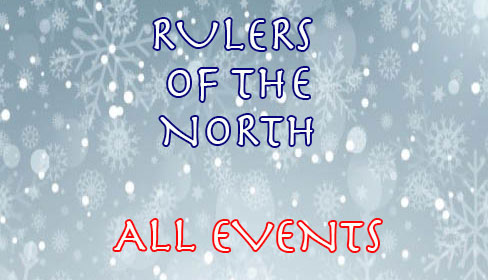 RULERS
OF THE
NORTH
ALL EVENTS